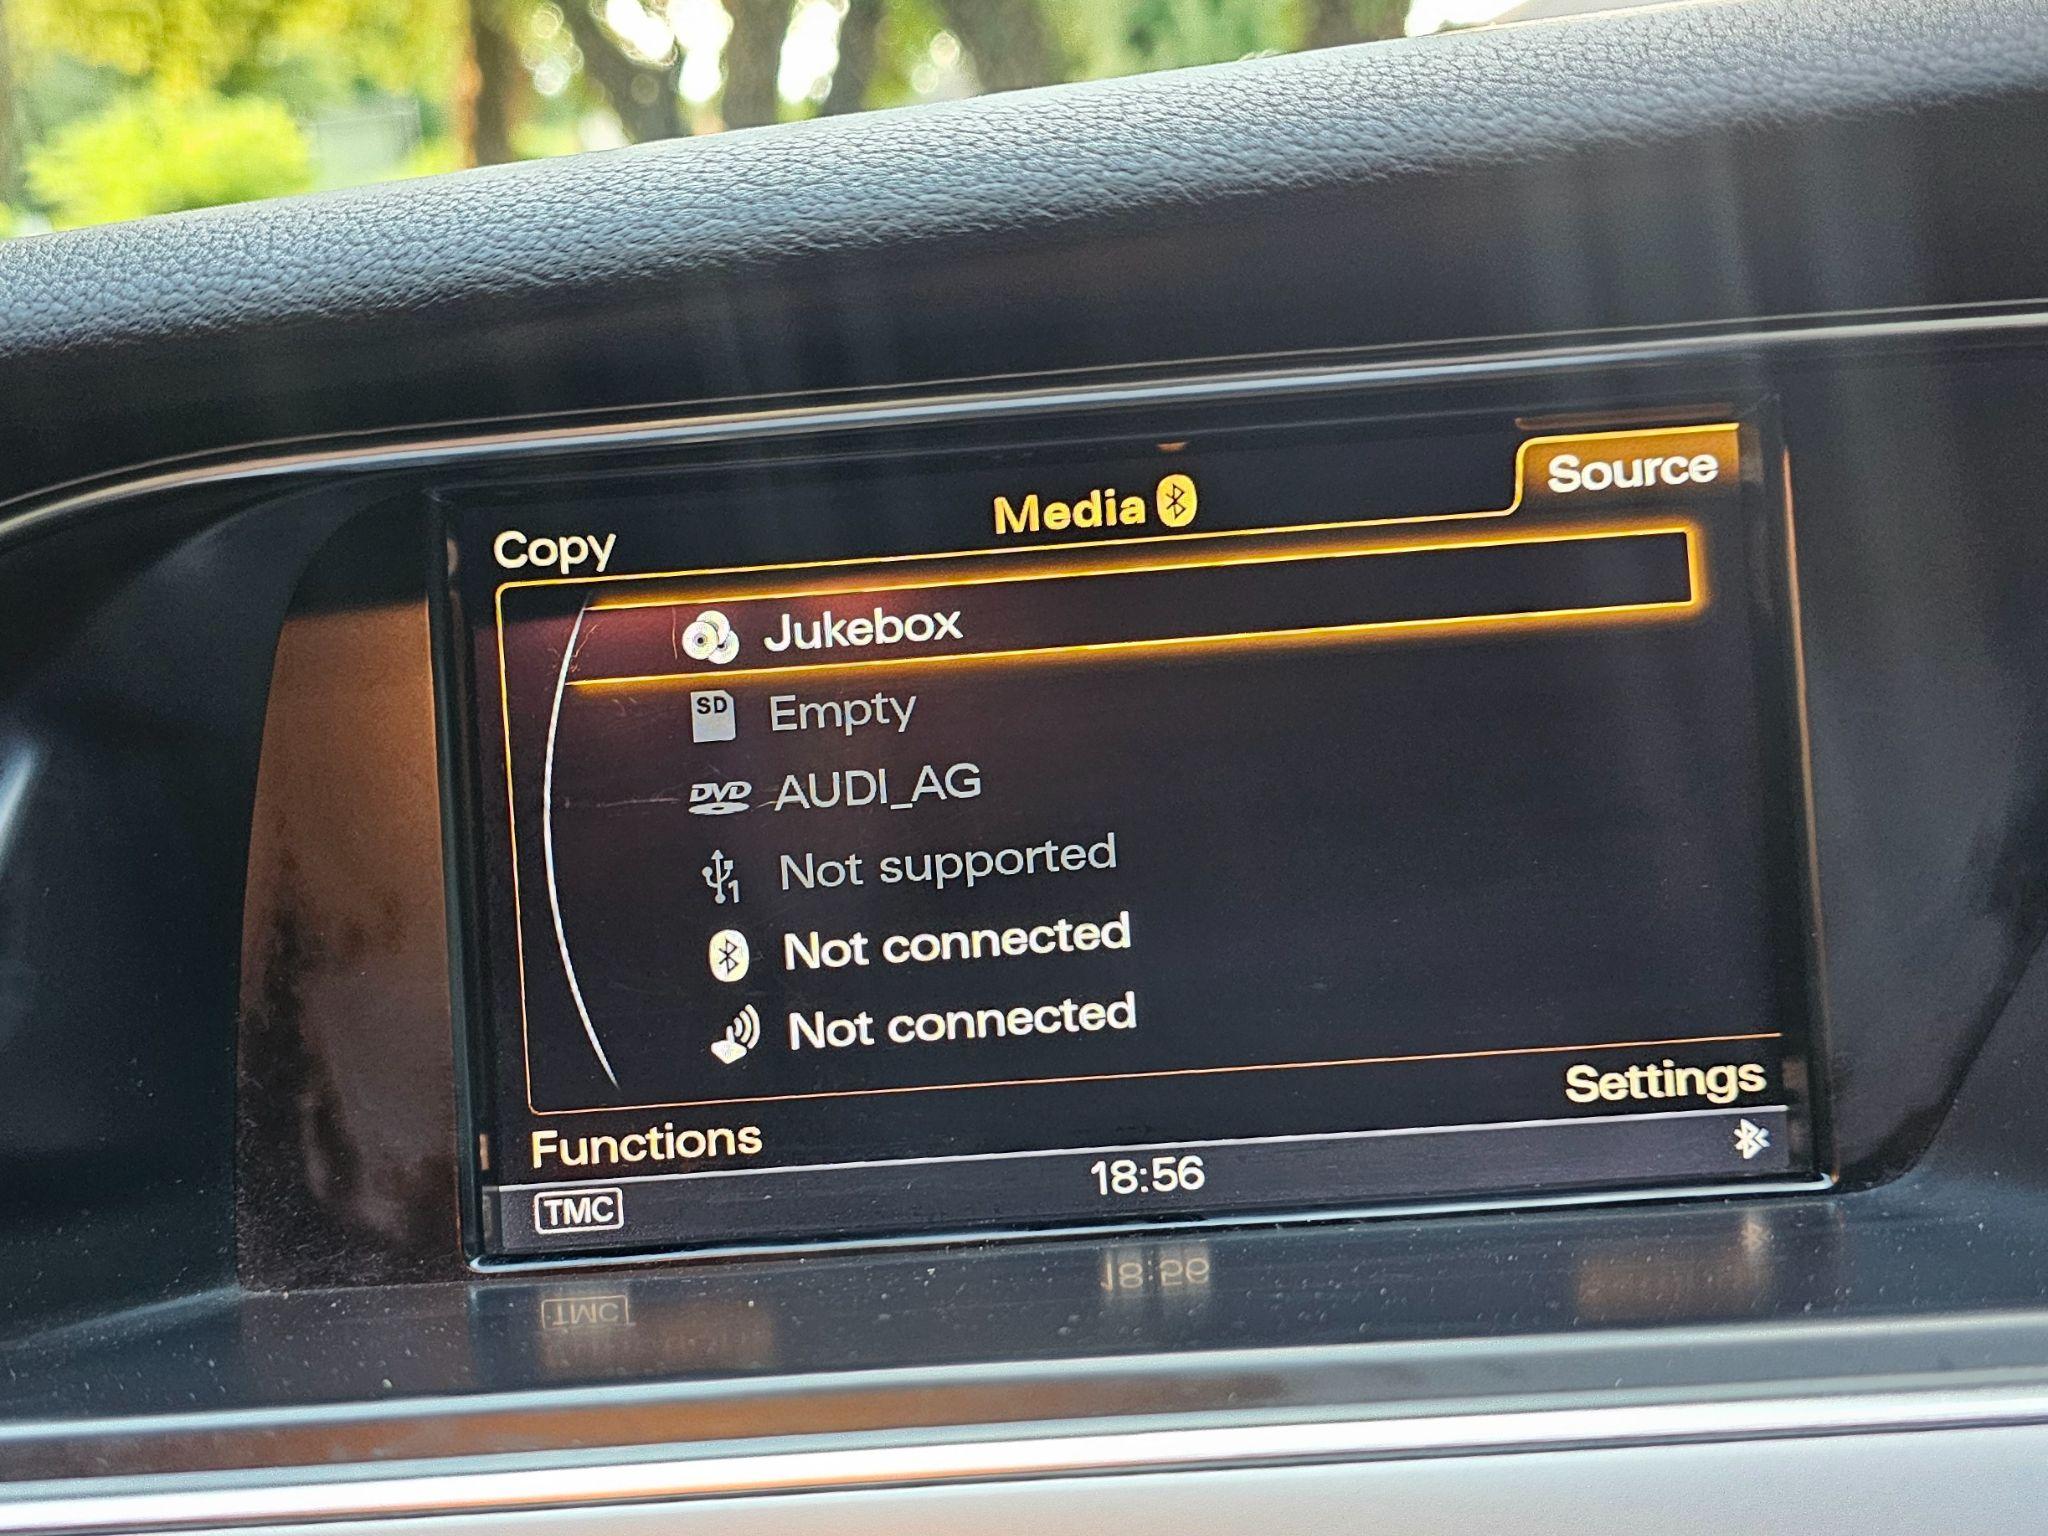 Source
Media
Copy
Jukebox
SD Empty
DVD AUDI_AG
1 Not supported
Not connected
Not connected
Settings
Functions
18:56
TMC